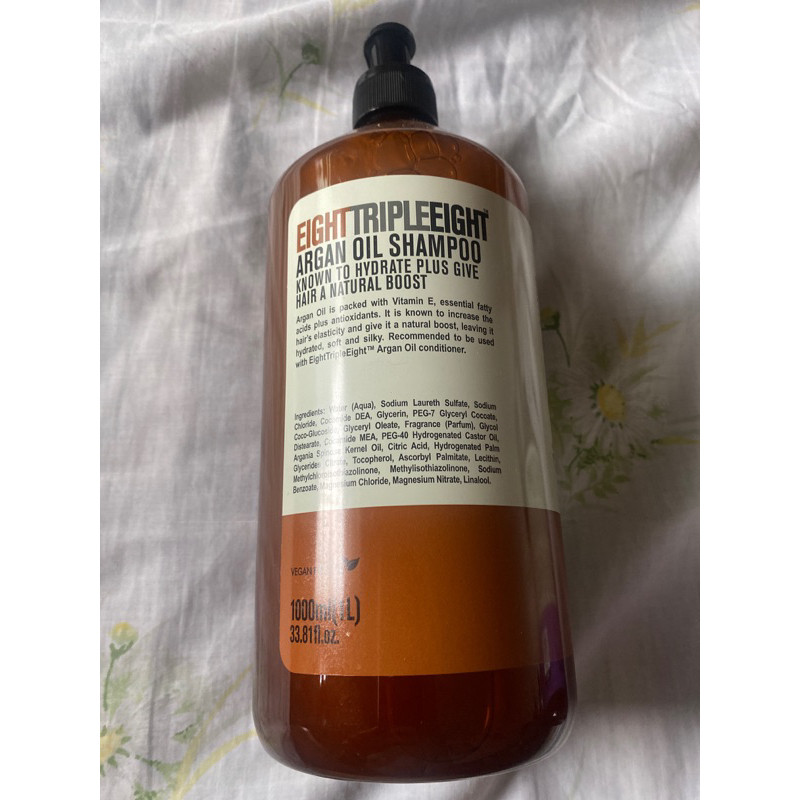 EIGHTTRIPLEEIGHT
ARGAN OIL SHAMPOO
KNOWN TO HYDRATE PLUS GIVE
HAIR A NATURAL BOOST
Argan Oil is packed with Vitamin E, essential fatty
acids plus antioxidants. It is known to increase the
hair's elasticity and give it a natural boost, leaving it
hydrated, soft and silky. Recommended to be used
with EightTripleEight™ Argan Oil conditioner.
Ingredients: Water (Aqua), Sodium Laureth Sulfate, Sodium
Chloride, Cocamide DEA, Glycerin, PEG-7 Glyceryl Cocoate,
Coco-Glucoside, Glyceryl Oleate, Fragrance (Parfum), Glycol
Distearate, Cocamide MEA, PEG-40 Hydrogenated Castor Oil,
Argania Spinosa Kernel Oil, Citric Acid, Hydrogenated Palm
Glycerides Citrate, Tocopherol, Ascorbyl Palmitate, Lecithin,
Methylchloroisothiazolinone, Methylisothiazolinone, Sodium
Benzoate, Magnesium Chloride, Magnesium Nitrate, Linalool.
VEGAN
1000ml(1L)
33.81fl.oz.